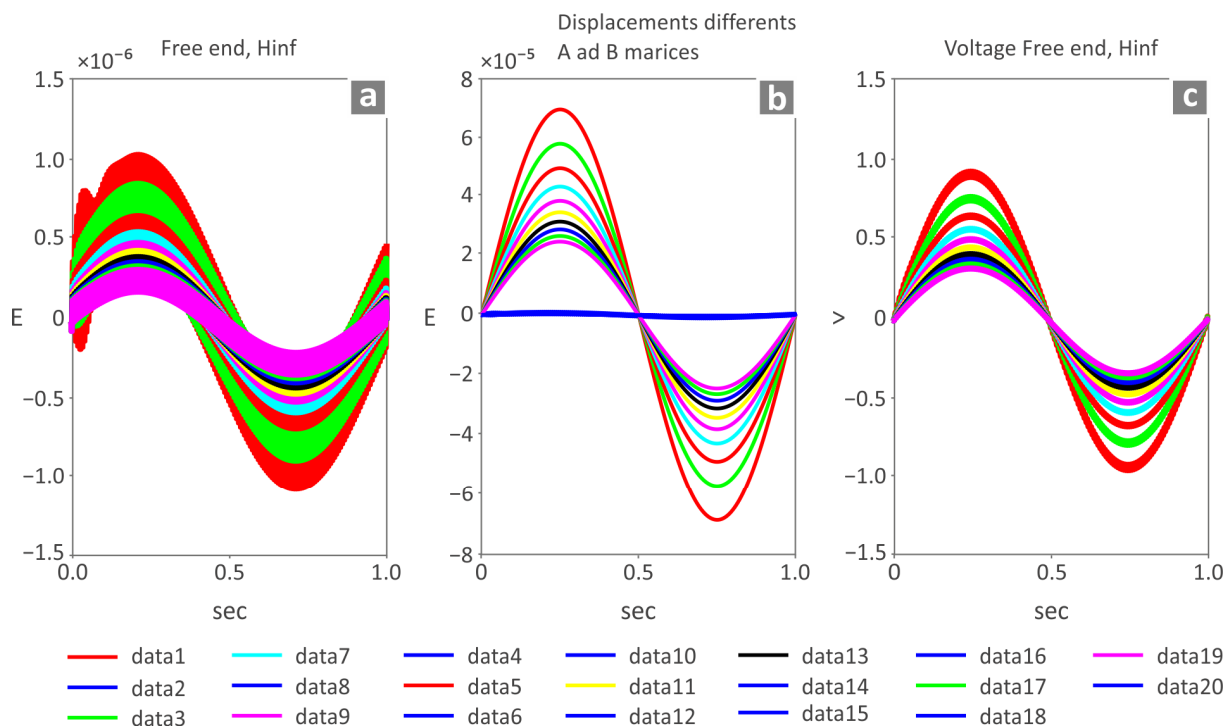 Free end, Hinf
×10⁻⁶
a
1.5
1.0
0.5
0
−0.5
−1.0
−1.5
E
0.0
0.5
1.0
sec
Displacements differents
A ad B marices
×10⁻⁵
b
8
6
4
2
0
−2
−4
−6
−8
E
0
0.5
1.0
sec
Voltage Free end, Hinf
c
1.5
1.0
0.5
0
−0.5
−1.0
−1.5
>
0
0.5
1.0
sec
data1 data7 data4 data10 data13 data16 data19
data2 data8 data5 data11 data14 data17 data20
data3 data9 data6 data12 data15 data18